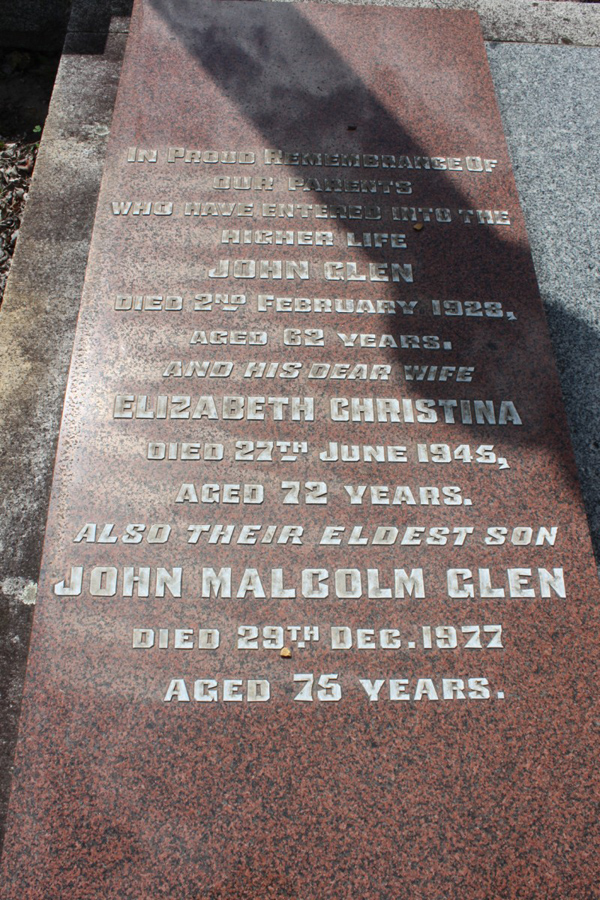 In Proud Remembrance Of
OUR PARENTS
WHO HAVE ENTERED INTO THE
HIGHER LIFE
JOHN GLEN
DIED 2ND FEBRUARY 1928,
AGED 62 YEARS.
AND HIS DEAR WIFE
ELIZABETH CHRISTINA
DIED 27TH JUNE 1945,
AGED 72 YEARS.
ALSO THEIR ELDEST SON
JOHN MALCOLM GLEN
DIED 29TH DEC. 1977
AGED 75 YEARS.